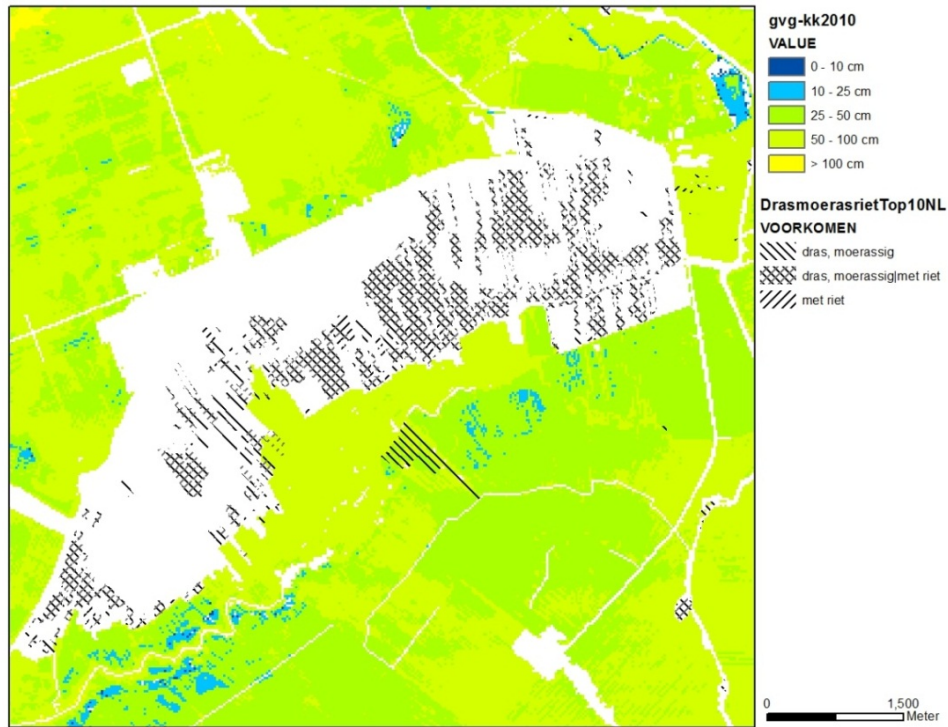 gvg-kk2010
VALUE
0 - 10 cm
10 - 25 cm
25 - 50 cm
50 - 100 cm
> 100 cm
DrasmoerasrietTop10NL
VOORKOMEN
dras, moerassig
dras, moerassig|met riet
met riet
0 1,500
Meter